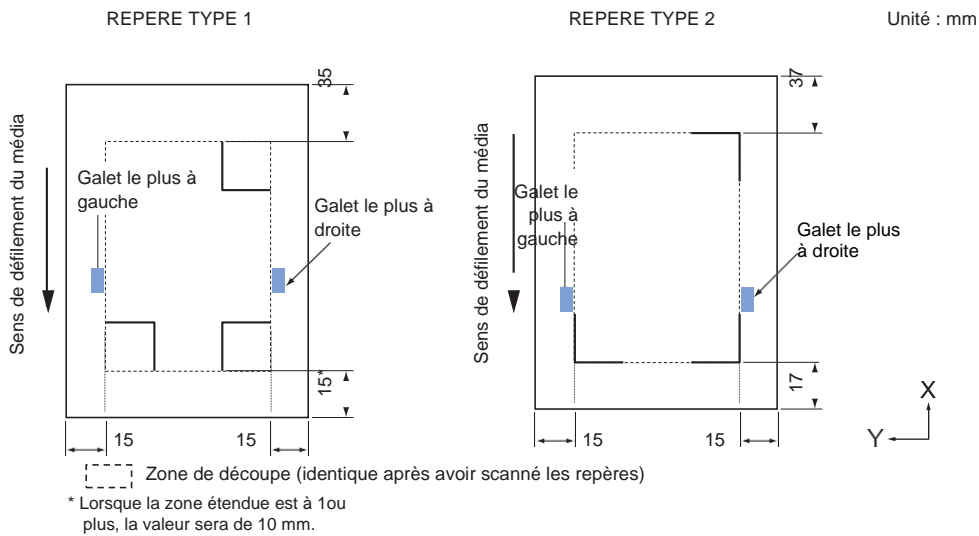 REPERE TYPE 1
REPERE TYPE 2
Unité : mm
35
Sens de défilement du média
Galet le plus à
gauche
Galet le plus à
droite
15*
15
15
37
Sens de défilement du média
Galet le
plus à
gauche
Galet le plus
à droite
17
15
15
X
Y
Zone de découpe (identique après avoir scanné les repères)
* Lorsque la zone étendue est à 1ou
plus, la valeur sera de 10 mm.